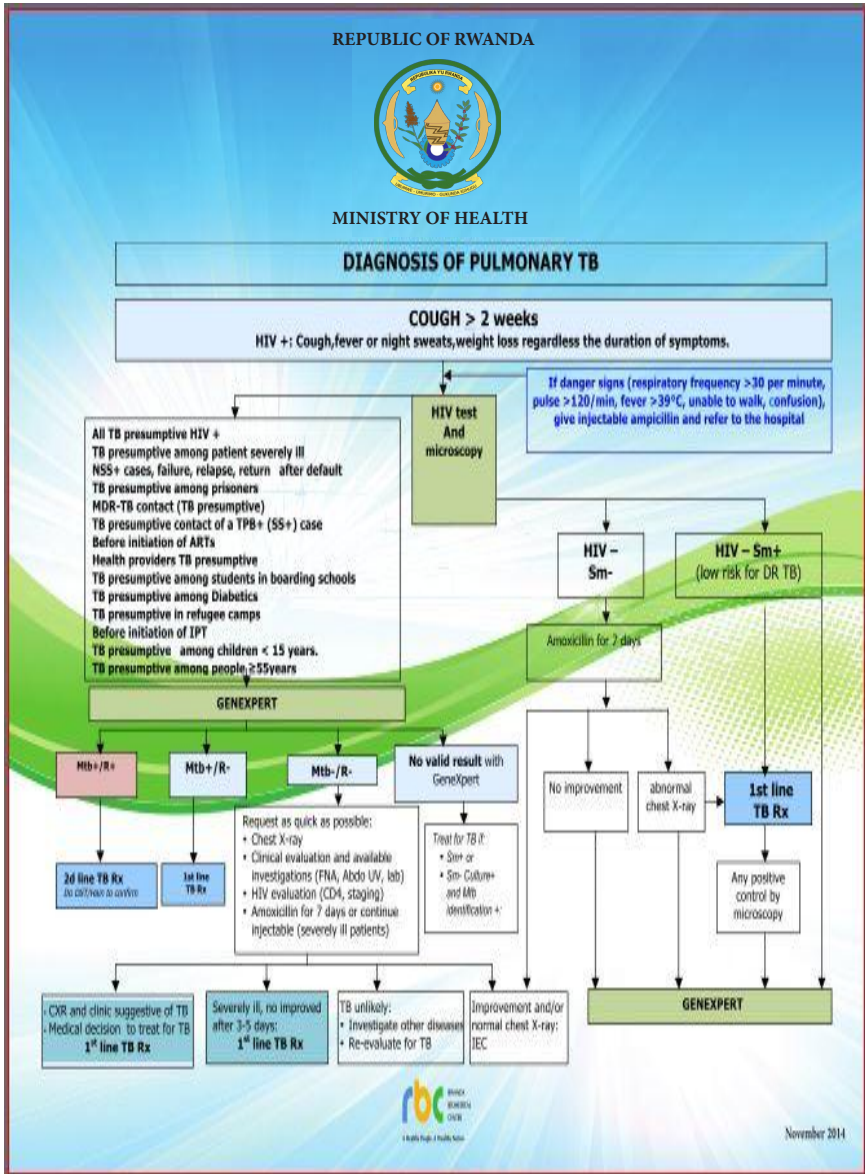 REPUBLIC OF RWANDA
REPUBULIKA Y'U RWANDA
MINISTRY OF HEALTH
DIAGNOSIS OF PULMONARY TB
COUGH > 2 weeks
HIV +: Cough,fever or night sweats,weight loss regardless the duration of symptoms.
If danger signs (respiratory frequency >30 per minute,
pulse >120/min, fever >39°C, unable to walk, confusion),
give injectable ampicillin and refer to the hospital
HIV test
And
microscopy
All TB presumptive HIV +
TB presumptive among patient severely ill
NSS+ cases, failure, relapse, return after default
TB presumptive among prisoners
MDR-TB contact (TB presumptive)
TB presumptive contact of a TPB+ (SS+) case
Before initiation of ARTs
Health providers TB presumptive
TB presumptive among students in boarding schools
TB presumptive among Diabetics
TB presumptive in refugee camps
Before initiation of IPT
TB presumptive among children < 15 years.
TB presumptive among people ≥55years
HIV –
Sm-
HIV – Sm+
(low risk for DR TB)
Amoxicillin for 7 days
GENEXPERT
Mtb+/R+
Mtb+/R-
Mtb-/R-
No valid result with
GeneXpert
No improvement
abnormal
chest X-ray
1st line
TB Rx
2d line TB Rx
to confirm
1st line
TB Rx
Request as quick as possible:
• Chest X-ray
• Clinical evaluation and available
investigations (FNA, Abdo UV, lab)
• HIV evaluation (CD4, staging)
• Amoxicillin for 7 days or continue
injectable (severely ill patients)
Treat for TB if:
• Sm+ or
• Sm- Culture+
and Mtb
identification +
Any positive
control by
microscopy
- CXR and clinic suggestive of TB
- Medical decision to treat for TB
1st line TB Rx
Severely ill, no improved
after 3-5 days:
1st line TB Rx
TB unlikely:
• Investigate other diseases
• Re-evaluate for TB
Improvement and/or
normal chest X-ray:
IEC
GENEXPERT
rbc
RWANDA
BIOMEDICAL
CENTRE
A Healthy People, A Wealthy Nation
November 2014